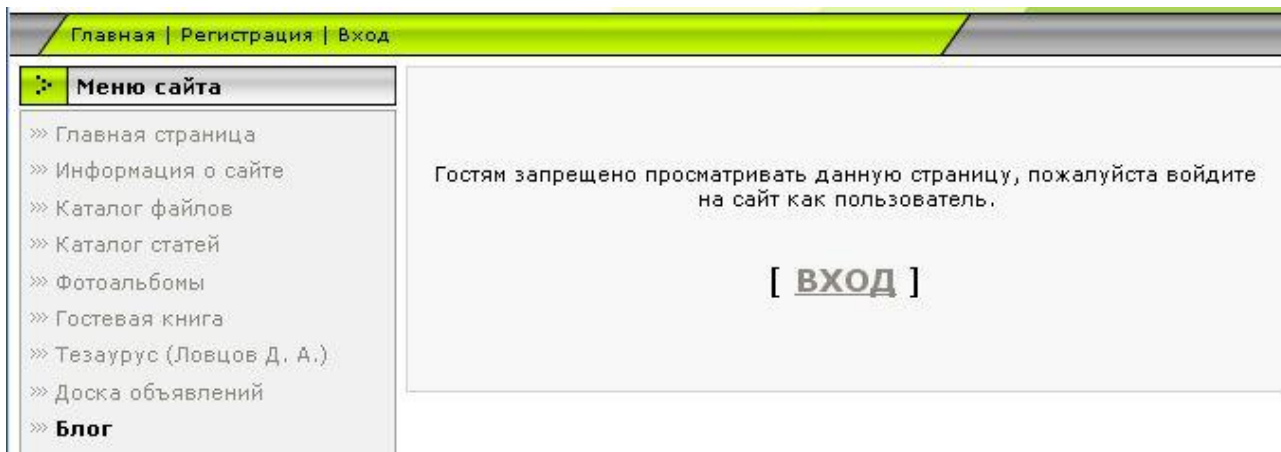 Главная | Регистрация | Вход
Меню сайта
»» Главная страница
»» Информация о сайте
»» Каталог файлов
»» Каталог статей
»» Фотоальбомы
»» Гостевая книга
»» Тезаурус (Ловцов Д. А.)
»» Доска объявлений
»» Блог
Гостям запрещено просматривать данную страницу, пожалуйста войдите
на сайт как пользователь.
[ ВХОД ]